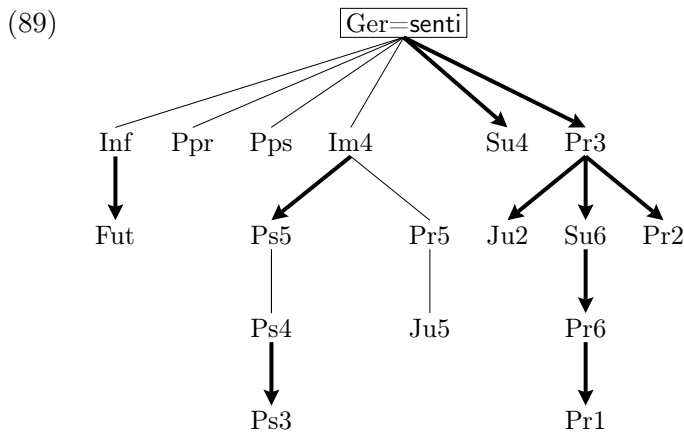 (89) Ger=senti
Inf Ppr Pps Im4 Su4 Pr3
Fut Ps5 Pr5 Ju2 Su6 Pr2
Ps4 Ju5 Pr6
Ps3 Pr1